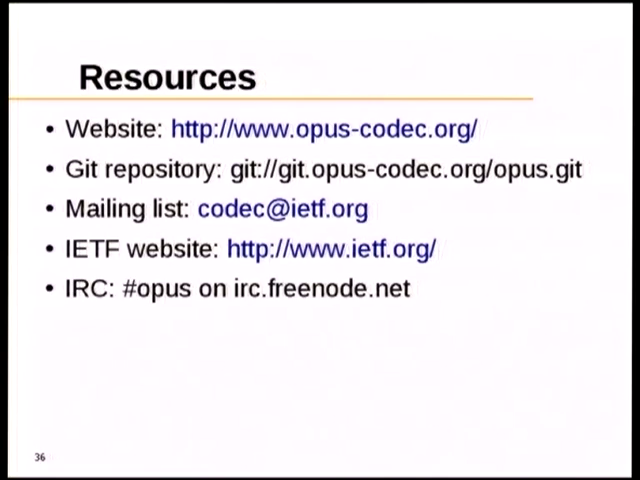 Resources
• Website: http://www.opus-codec.org/
• Git repository: git://git.opus-codec.org/opus.git
• Mailing list: codec@ietf.org
• IETF website: http://www.ietf.org/
• IRC: #opus on irc.freenode.net
36